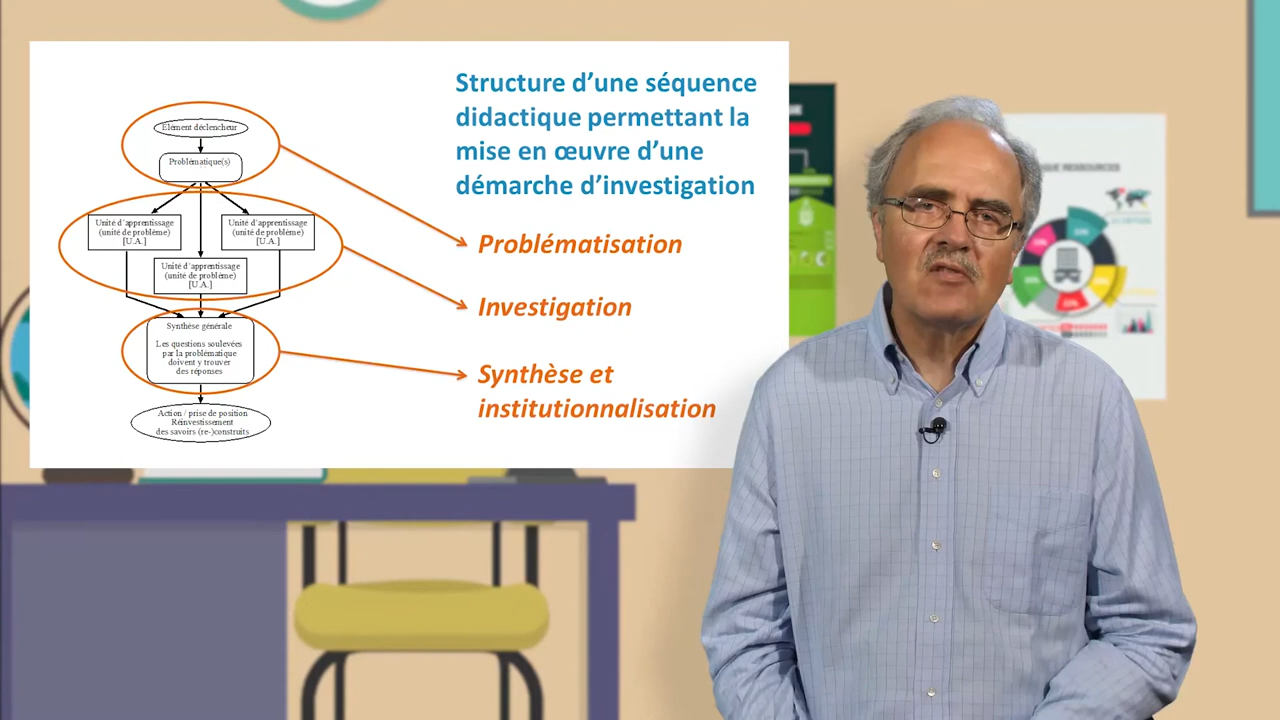 Structure d’une séquence
didactique permettant la
mise en œuvre d’une
démarche d’investigation
Elément déclencheur
Problématique(s)
Unité d’apprentissage
(unité de problème)
[U.A.]
Unité d’apprentissage
(unité de problème)
[U.A.]
Unité d’apprentissage
(unité de problème)
[U.A.]
Synthèse générale
Les questions soulevées
par la problématique
doivent y trouver
des réponses
Action / prise de position
Réinvestissement
des savoirs (re-)construits
Problématisation
Investigation
Synthèse et
institutionnalisation
RESSOURCES